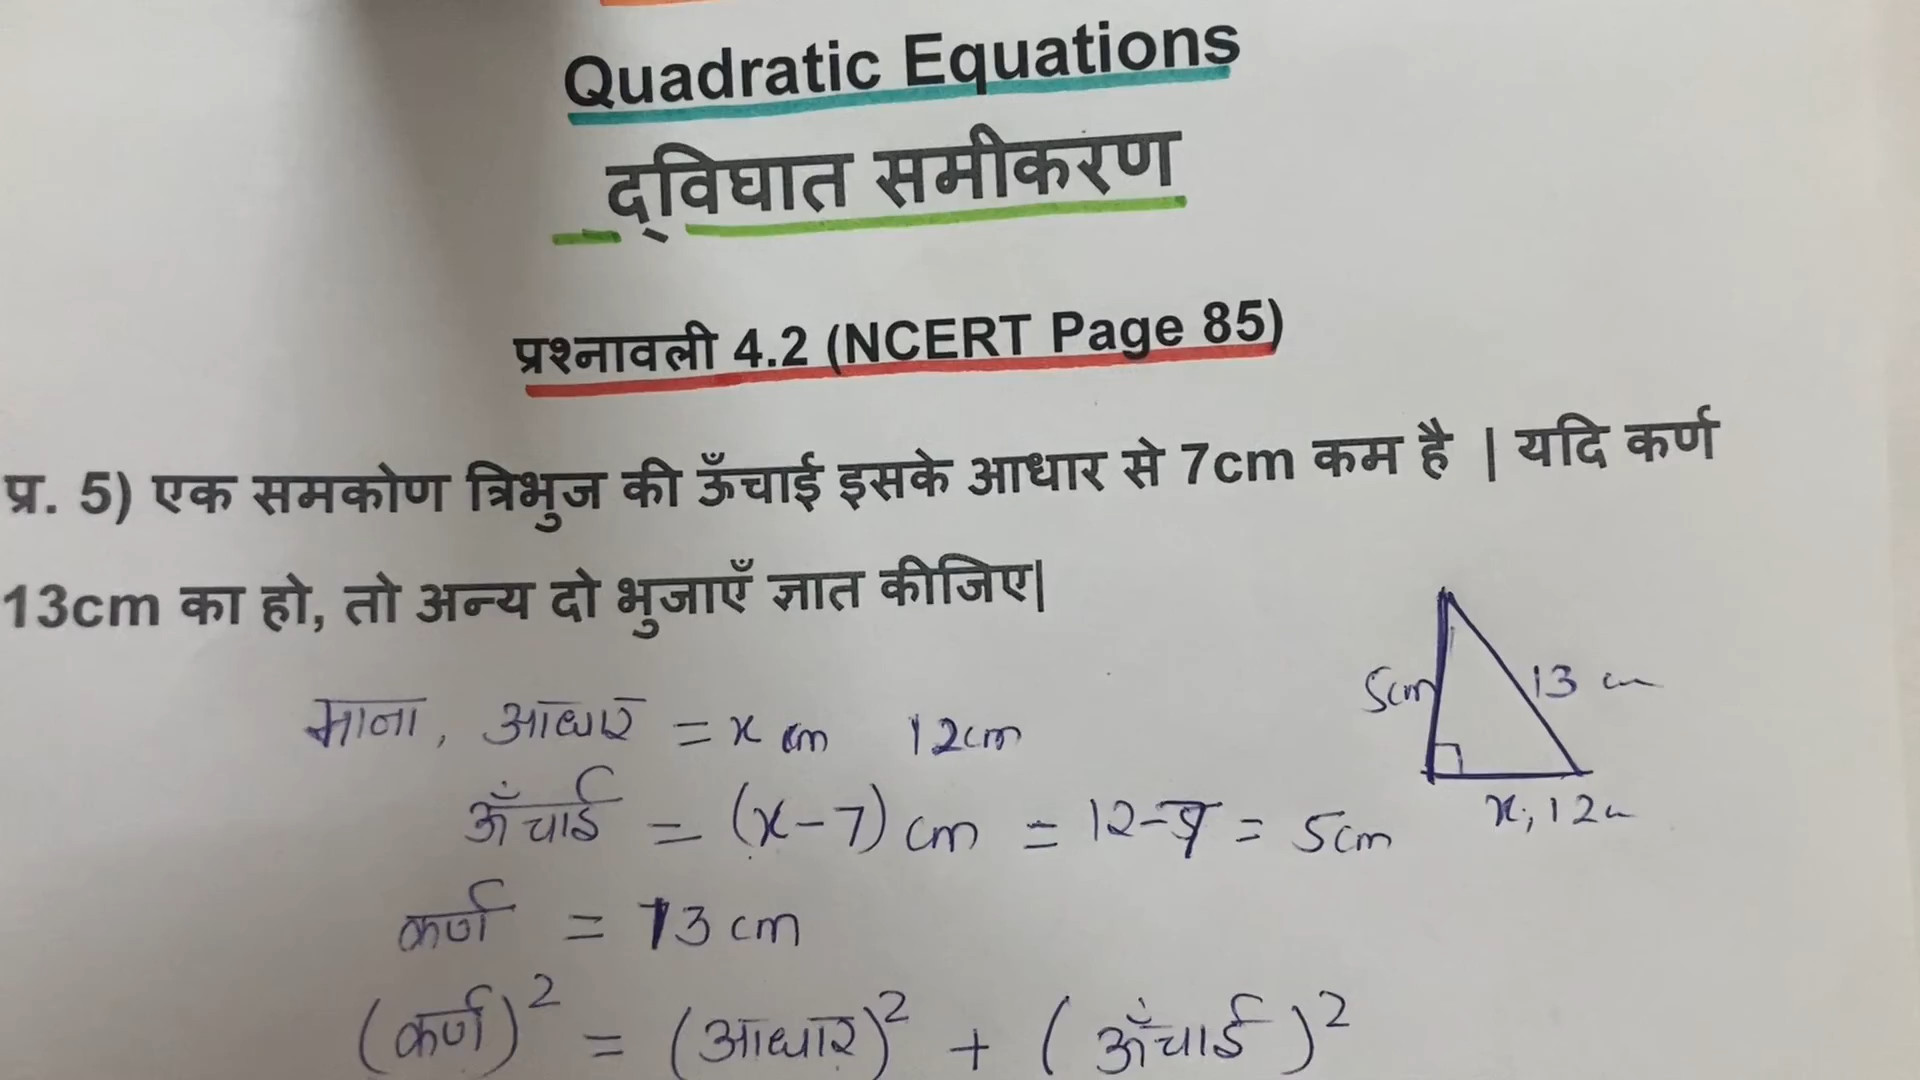 Quadratic Equations
द्विघात समीकरण
प्रश्नावली 4.2 (NCERT Page 85)
प्र. 5) एक समकोण त्रिभुज की ऊँचाई इसके आधार से 7cm कम है | यदि कर्ण
13cm का हो, तो अन्य दो भुजाएँ ज्ञात कीजिए|
5cm 13 cm
x, 12cm
माना, आधार = x cm 12cm
ऊँचाई = (x-7) cm = 12-7 = 5cm
कर्ण = 13 cm
(कर्ण)² = (आधार)² + (ऊँचाई)²